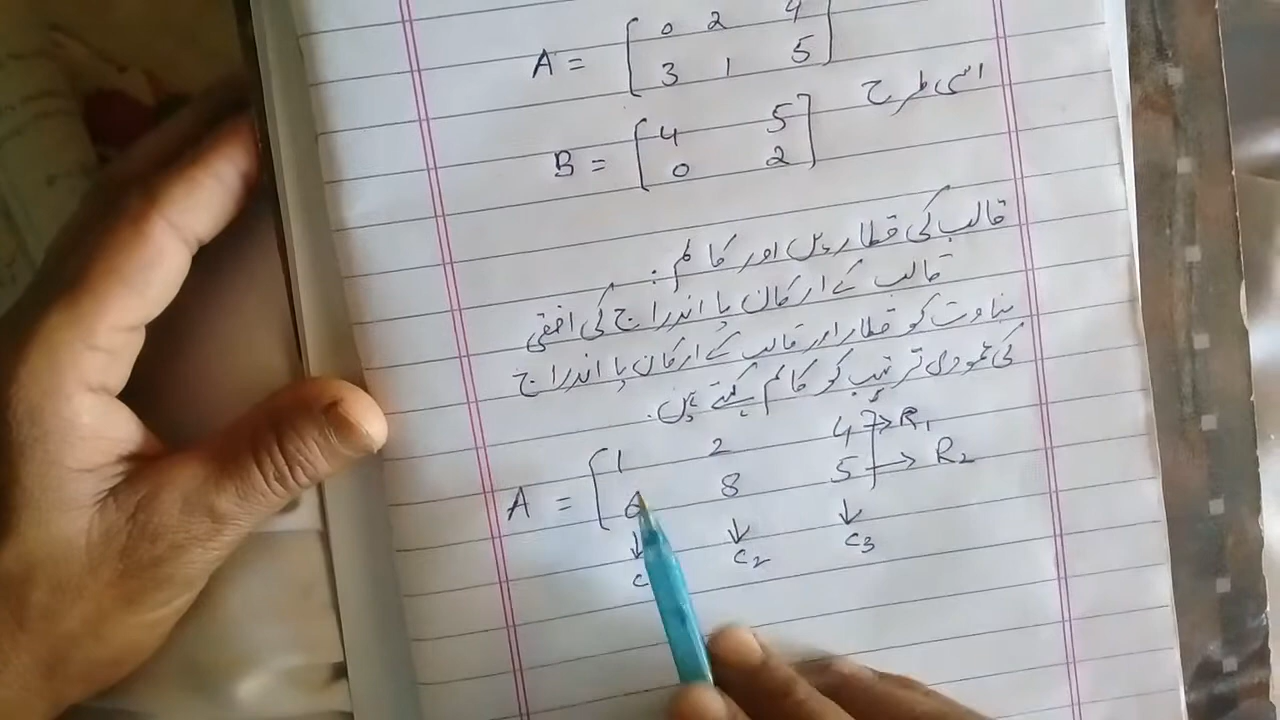 A = [ 0 2 4
3 1 5 ]
اسی طرح
B = [ 4 5
0 2 ]
قالب کی قطاریں اور کالم.
قالب کے ارکان یا اندراج کی افقی
بناوٹ کو قطار اور قالب کے ارکان یا اندراج
کی عمودی ترتیب کو کالم کہتے ہیں.
A = [ 1 2 4 ] → R₁
8 5 → R₂
↓ ↓ ↓
C C₂ C₃